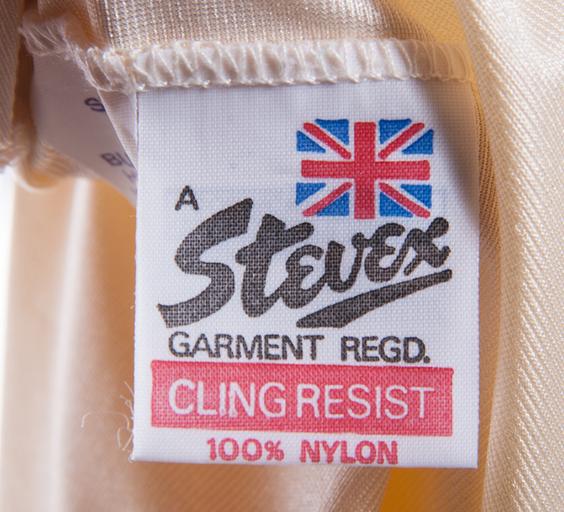 A
Stevex
GARMENT REGD.
CLING RESIST
100% NYLON